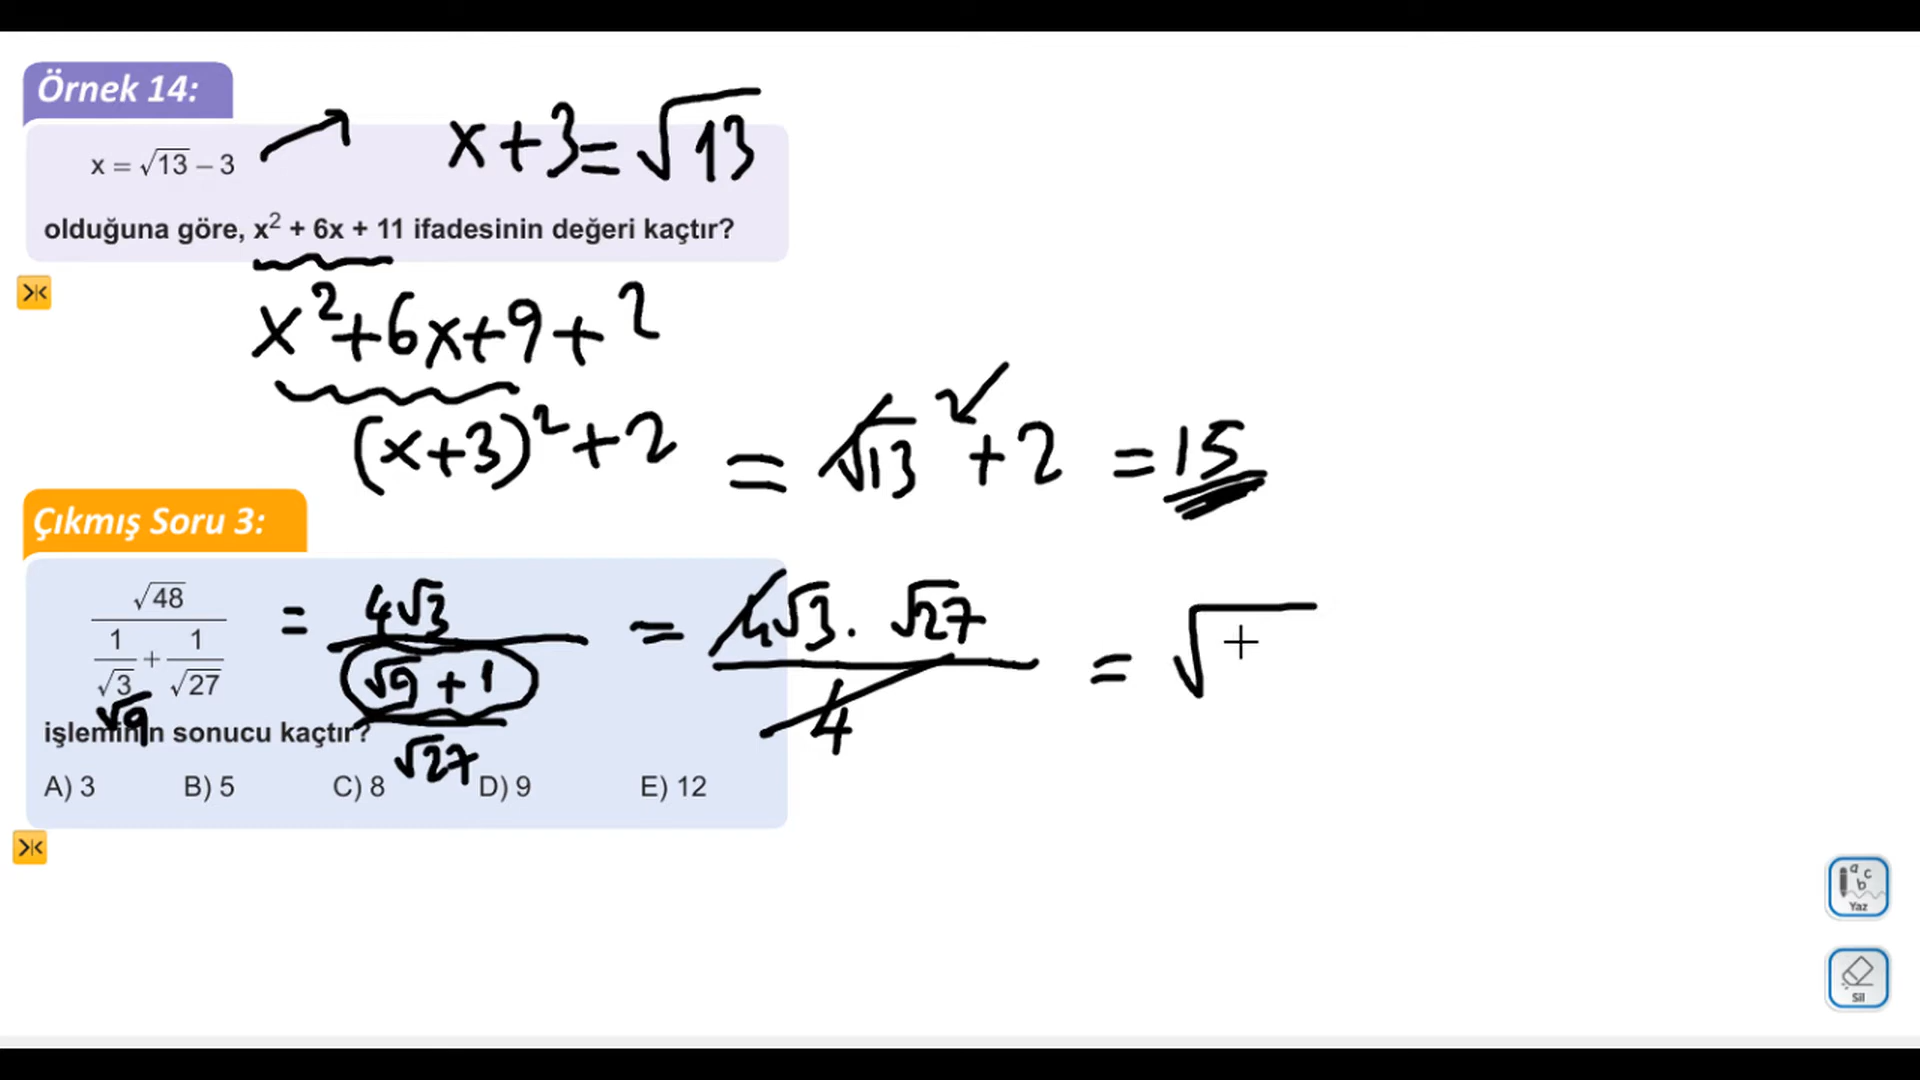 Örnek 14:
x = √13 – 3
x+3=√13
olduğuna göre, x² + 6x + 11 ifadesinin değeri kaçtır?
x²+6x+9+2
(x+3)²+2 = √13² +2 = 15
Çıkmış Soru 3:
√48 / (1/√3 + 1/√27) = 4√3 / ((√9+1)/√27) = 4√3 . √27 / 4 = √
√9
işleminin sonucu kaçtır?
A) 3 B) 5 C) 8 D) 9 E) 12
a b c
Yaz
Sil